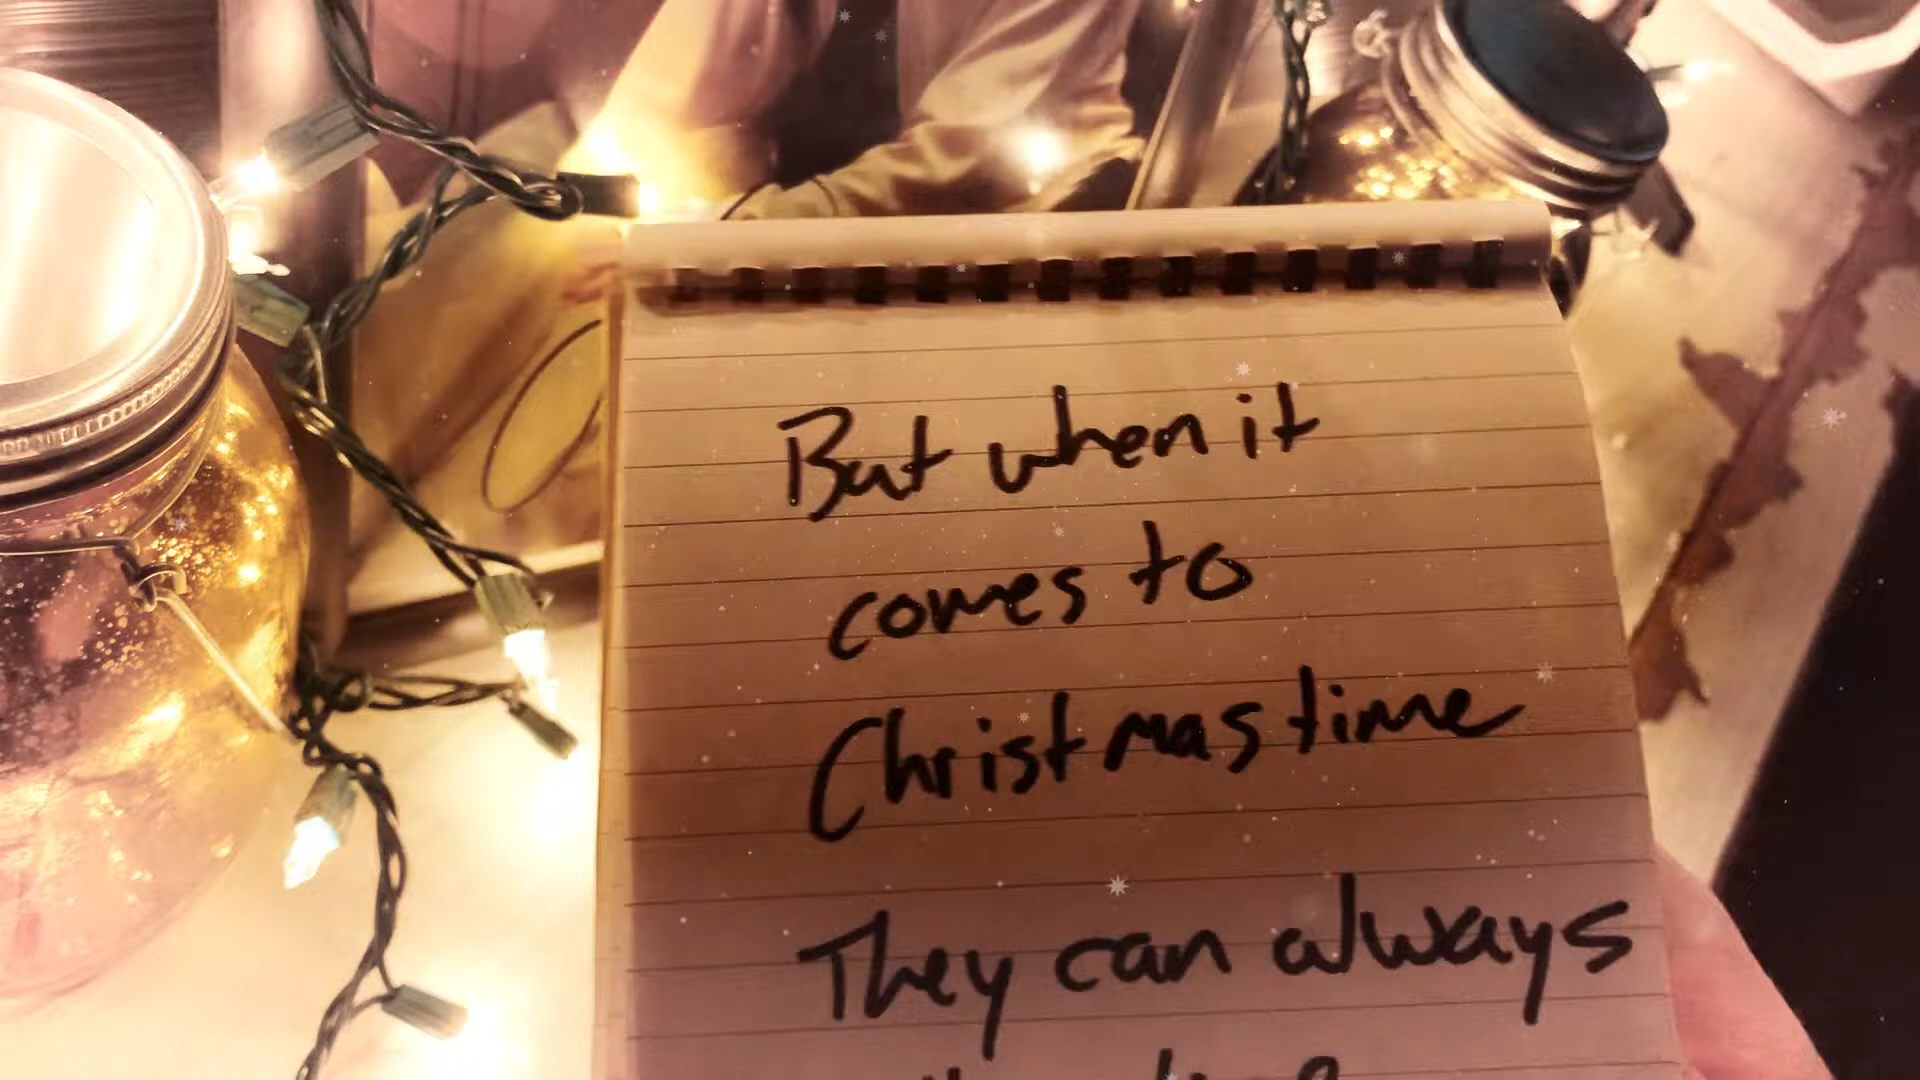 But when it
comes to
Christmas time
They can always